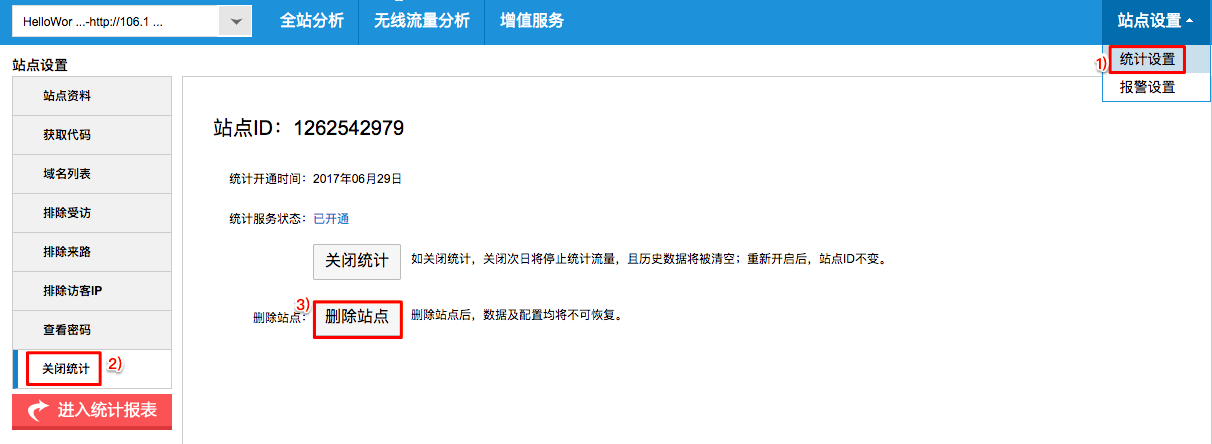 HelloWor ...-http://106.1 ... 全站分析 无线流量分析 增值服务 站点设置
1) 统计设置
报警设置
站点设置
站点资料
获取代码
域名列表
排除受访
排除来路
排除访客IP
查看密码
关闭统计 2)
进入统计报表
站点ID：1262542979
统计开通时间：2017年06月29日
统计服务状态：已开通
关闭统计 如关闭统计，关闭次日将停止统计流量，且历史数据将被清空；重新开启后，站点ID不变。
删除站点： 3) 删除站点 删除站点后，数据及配置均将不可恢复。